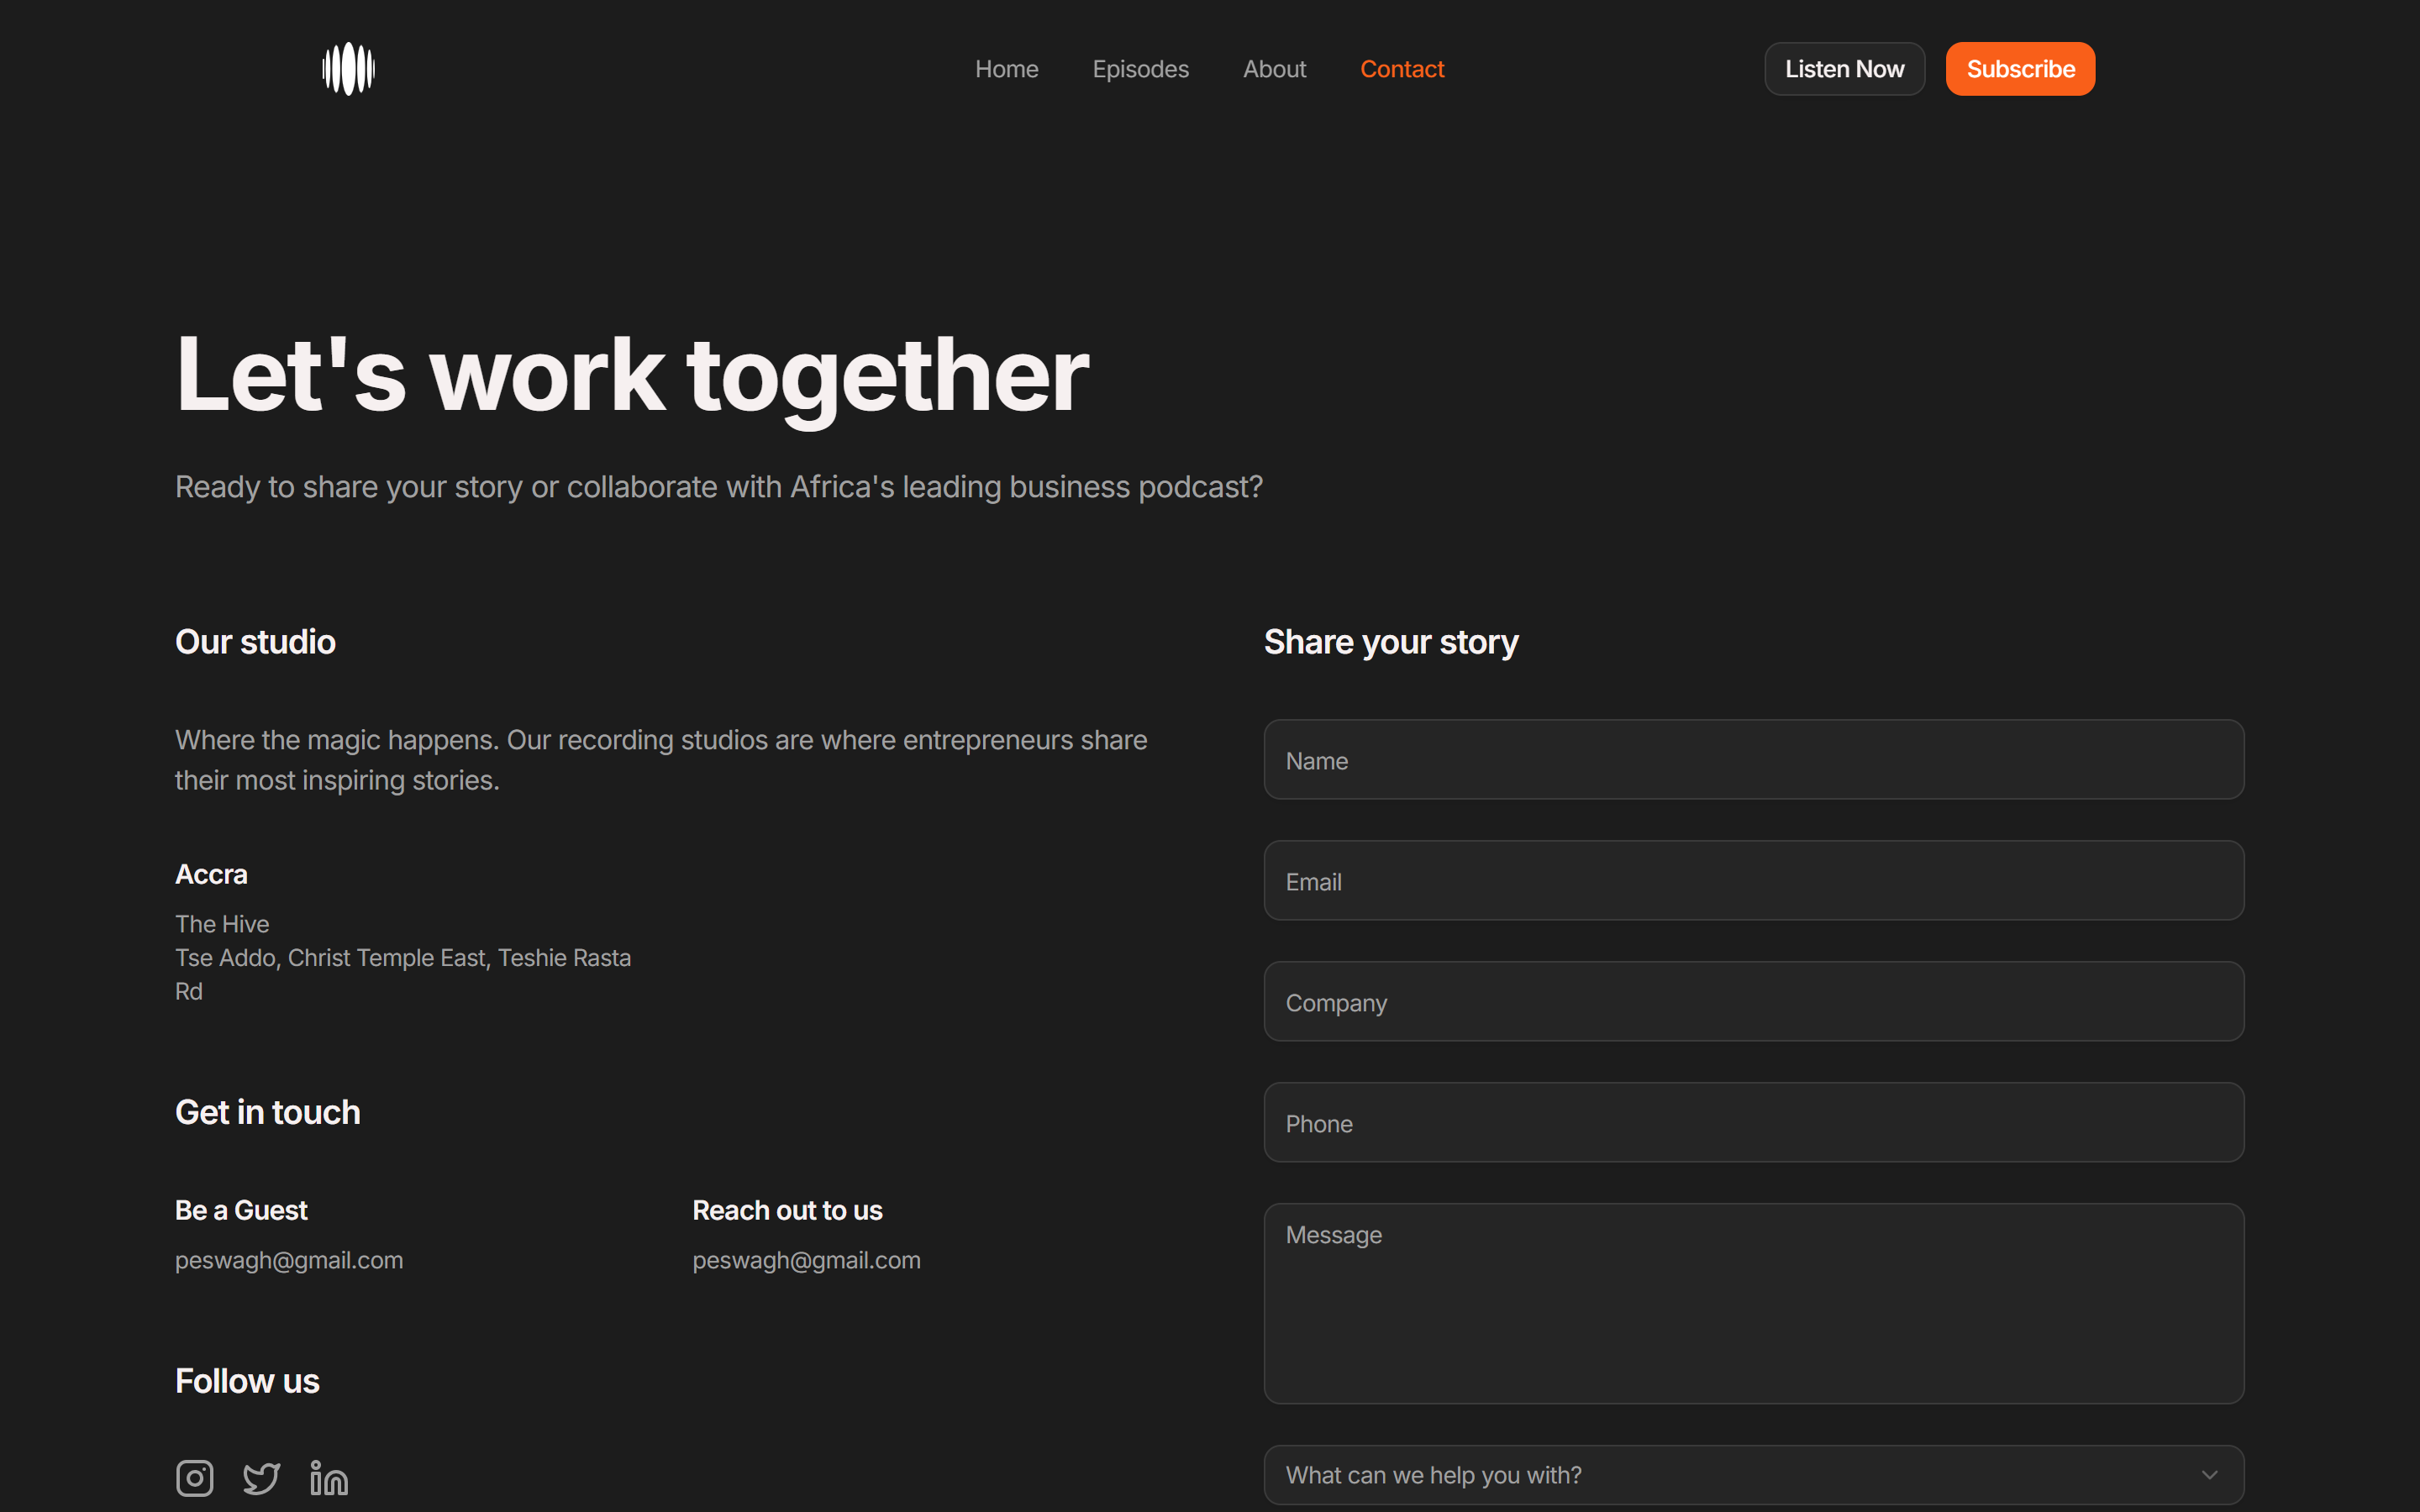 Home
Episodes
About
Contact
Listen Now
Subscribe
Let's work together
Ready to share your story or collaborate with Africa's leading business podcast?
Our studio
Where the magic happens. Our recording studios are where entrepreneurs share
their most inspiring stories.
Accra
The Hive
Tse Addo, Christ Temple East, Teshie Rasta
Rd
Get in touch
Be a Guest
peswagh@gmail.com
Reach out to us
peswagh@gmail.com
Follow us
Share your story
Name
Email
Company
Phone
Message
What can we help you with?